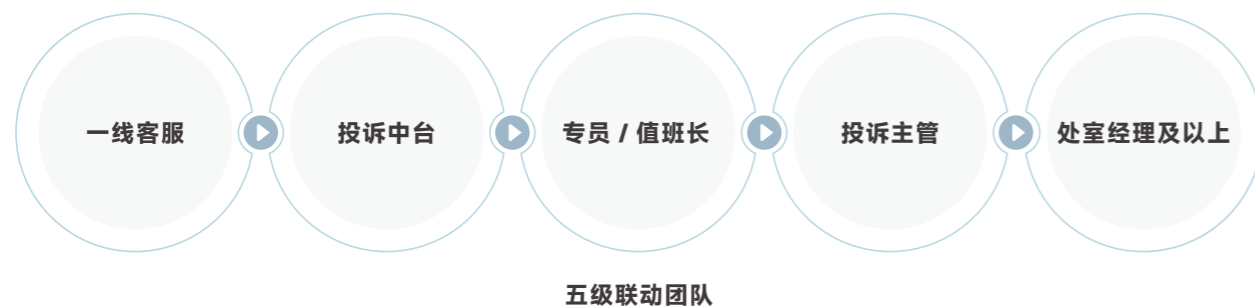 一线客服
投诉中台
专员 / 值班长
投诉主管
处室经理及以上
五级联动团队